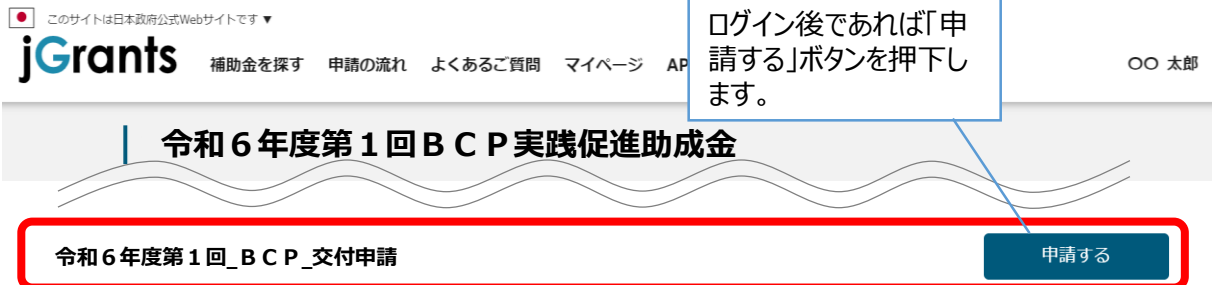 このサイトは日本政府公式Webサイトです ▼
jGrants 補助金を探す 申請の流れ よくあるご質問 マイページ AP 〇〇 太郎
ログイン後であれば「申
請する」ボタンを押下し
ます。
令和６年度第１回ＢＣＰ実践促進助成金
令和６年度第１回_ＢＣＰ_交付申請 申請する